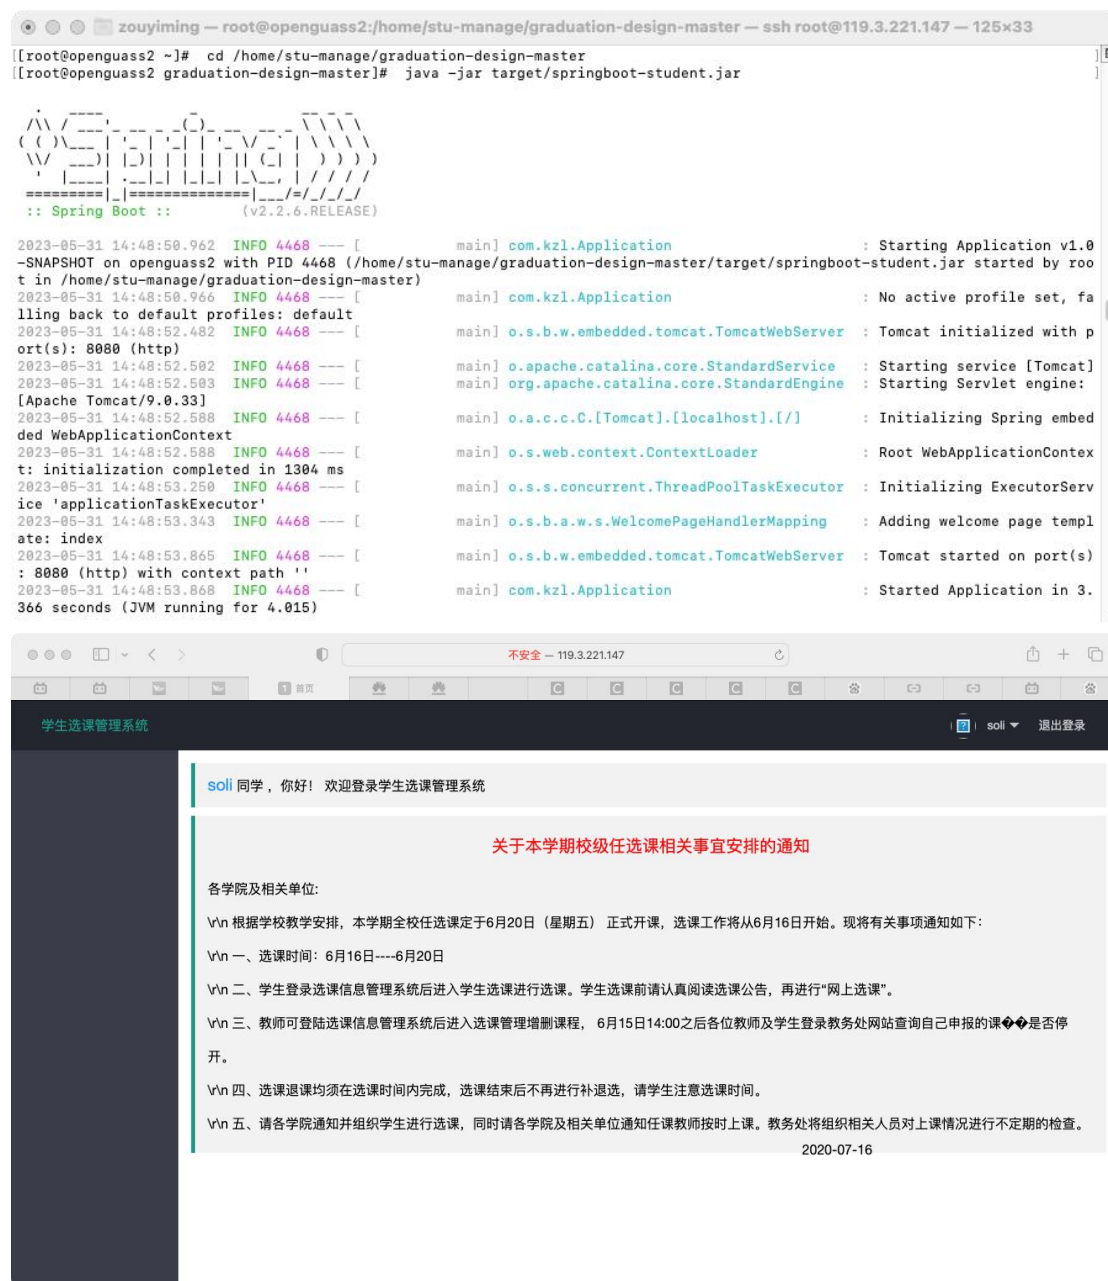 zouyiming — root@openguass2:/home/stu-manage/graduation-design-master — ssh root@119.3.221.147 — 125×33
[[root@openguass2 ~]#  cd /home/stu-manage/graduation-design-master ]
[[root@openguass2 graduation-design-master]#  java -jar target/springboot-student.jar ]
:: Spring Boot ::        (v2.2.6.RELEASE)
2023-05-31 14:48:50.962  INFO 4468 --- [           main] com.kzl.Application                      : Starting Application v1.0
-SNAPSHOT on openguass2 with PID 4468 (/home/stu-manage/graduation-design-master/target/springboot-student.jar started by roo
t in /home/stu-manage/graduation-design-master)
2023-05-31 14:48:50.966  INFO 4468 --- [           main] com.kzl.Application                      : No active profile set, fa
lling back to default profiles: default
2023-05-31 14:48:52.482  INFO 4468 --- [           main] o.s.b.w.embedded.tomcat.TomcatWebServer  : Tomcat initialized with p
ort(s): 8080 (http)
2023-05-31 14:48:52.502  INFO 4468 --- [           main] o.apache.catalina.core.StandardService   : Starting service [Tomcat]
2023-05-31 14:48:52.503  INFO 4468 --- [           main] org.apache.catalina.core.StandardEngine  : Starting Servlet engine:
[Apache Tomcat/9.0.33]
2023-05-31 14:48:52.588  INFO 4468 --- [           main] o.a.c.c.C.[Tomcat].[localhost].[/]       : Initializing Spring embed
ded WebApplicationContext
2023-05-31 14:48:52.588  INFO 4468 --- [           main] o.s.web.context.ContextLoader            : Root WebApplicationContex
t: initialization completed in 1304 ms
2023-05-31 14:48:53.250  INFO 4468 --- [           main] o.s.s.concurrent.ThreadPoolTaskExecutor  : Initializing ExecutorServ
ice 'applicationTaskExecutor'
2023-05-31 14:48:53.343  INFO 4468 --- [           main] o.s.b.a.w.s.WelcomePageHandlerMapping    : Adding welcome page templ
ate: index
2023-05-31 14:48:53.865  INFO 4468 --- [           main] o.s.b.w.embedded.tomcat.TomcatWebServer  : Tomcat started on port(s)
: 8080 (http) with context path ''
2023-05-31 14:48:53.868  INFO 4468 --- [           main] com.kzl.Application                      : Started Application in 3.
366 seconds (JVM running for 4.015)
不安全 — 119.3.221.147
1 首页
学生选课管理系统 soli 退出登录
soli 同学 ，你好！ 欢迎登录学生选课管理系统
关于本学期校级任选课相关事宜安排的通知
各学院及相关单位:
\r\n 根据学校教学安排，本学期全校任选课定于6月20日（星期五） 正式开课，选课工作将从6月16日开始。现将有关事项通知如下：
\r\n 一、选课时间：6月16日----6月20日
\r\n 二、学生登录选课信息管理系统后进入学生选课进行选课。学生选课前请认真阅读选课公告，再进行“网上选课”。
\r\n 三、教师可登陆选课信息管理系统后进入选课管理增删课程， 6月15日14:00之后各位教师及学生登录教务处网站查询自己申报的课��是否停
开。
\r\n 四、选课退课均须在选课时间内完成，选课结束后不再进行补退选，请学生注意选课时间。
\r\n 五、请各学院通知并组织学生进行选课，同时请各学院及相关单位通知任课教师按时上课。教务处将组织相关人员对上课情况进行不定期的检查。
2020-07-16